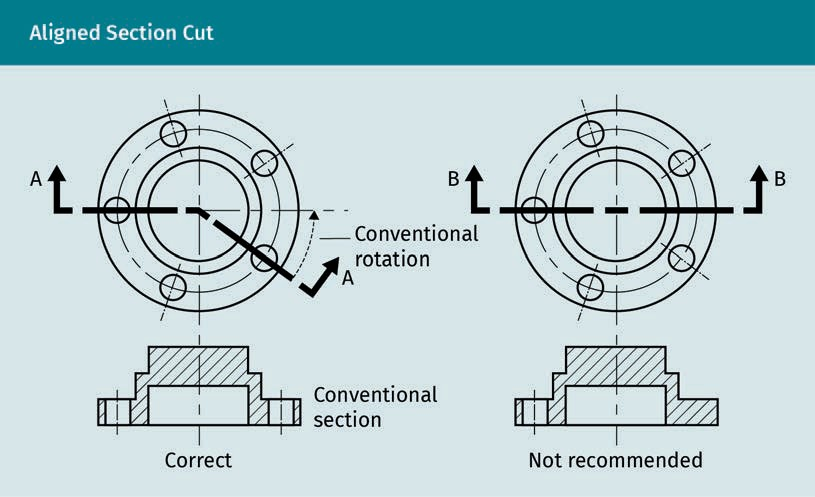 Aligned Section Cut
A
Conventional
rotation
A
B
B
Conventional
section
Correct
Not recommended